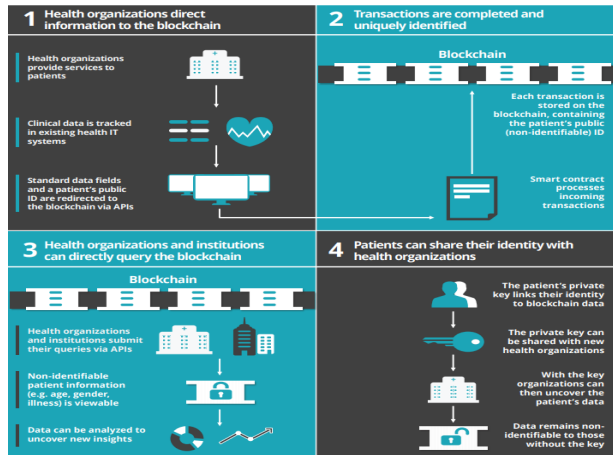 1 Health organizations direct
information to the blockchain
Health organizations
provide services to
patients
Clinical data is tracked
in existing health IT
systems
Standard data fields
and a patient's public
ID are redirected to
the blockchain via APIs
2 Transactions are completed and
uniquely identified
Blockchain
Each transaction is
stored on the
blockchain, containing
the patient's public
(non-identifiable) ID
Smart contract
processes
incoming
transactions
3 Health organizations and institutions
can directly query the blockchain
Blockchain
Health organizations
and institutions submit
their queries via APIs
Non-identifiable
patient information
(e.g. age, gender,
illness) is viewable
Data can be analyzed to
uncover new insights
4 Patients can share their identity with
health organizations
The patient's private
key links their identity
to blockchain data
The private key can
be shared with new
health organizations
With the key
organizations can
then uncover the
patient's data
Data remains non-
identifiable to those
without the key